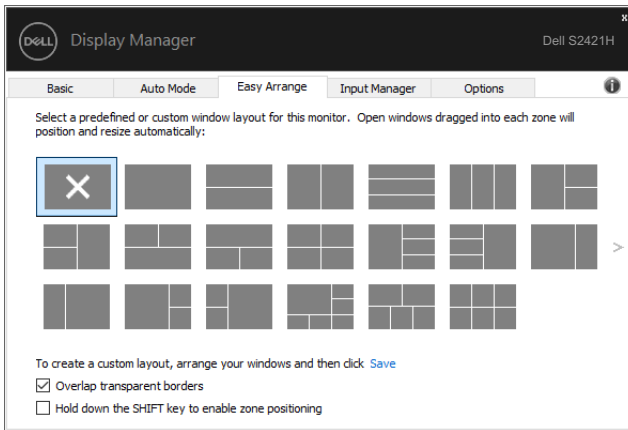 x
DELL
Display Manager
Dell S2421H
Basic
Auto Mode
Easy Arrange
Input Manager
Options
Select a predefined or custom window layout for this monitor. Open windows dragged into each zone will
position and resize automatically:
To create a custom layout, arrange your windows and then click Save
Overlap transparent borders
Hold down the SHIFT key to enable zone positioning